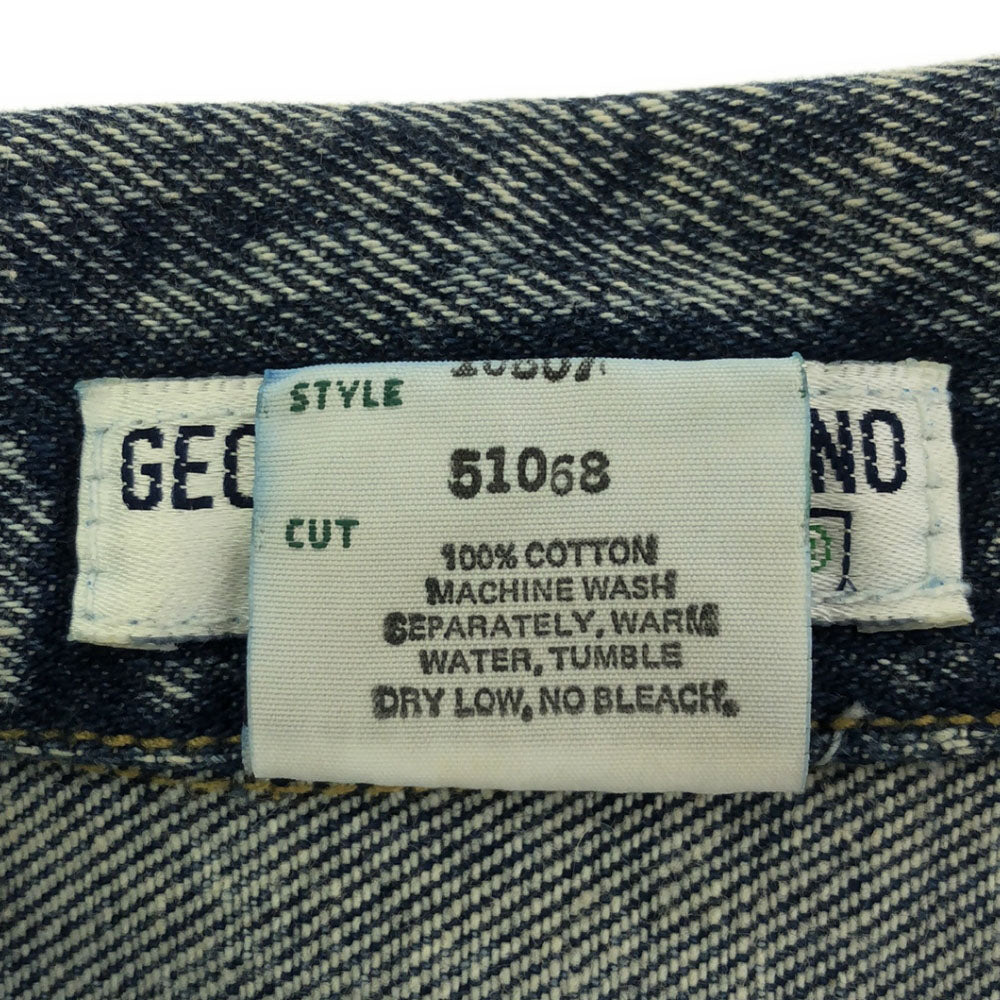 STYLE
51068
CUT
100% COTTON
MACHINE WASH
SEPARATELY, WARM
WATER, TUMBLE
DRY LOW, NO BLEACH.
GEO
NO